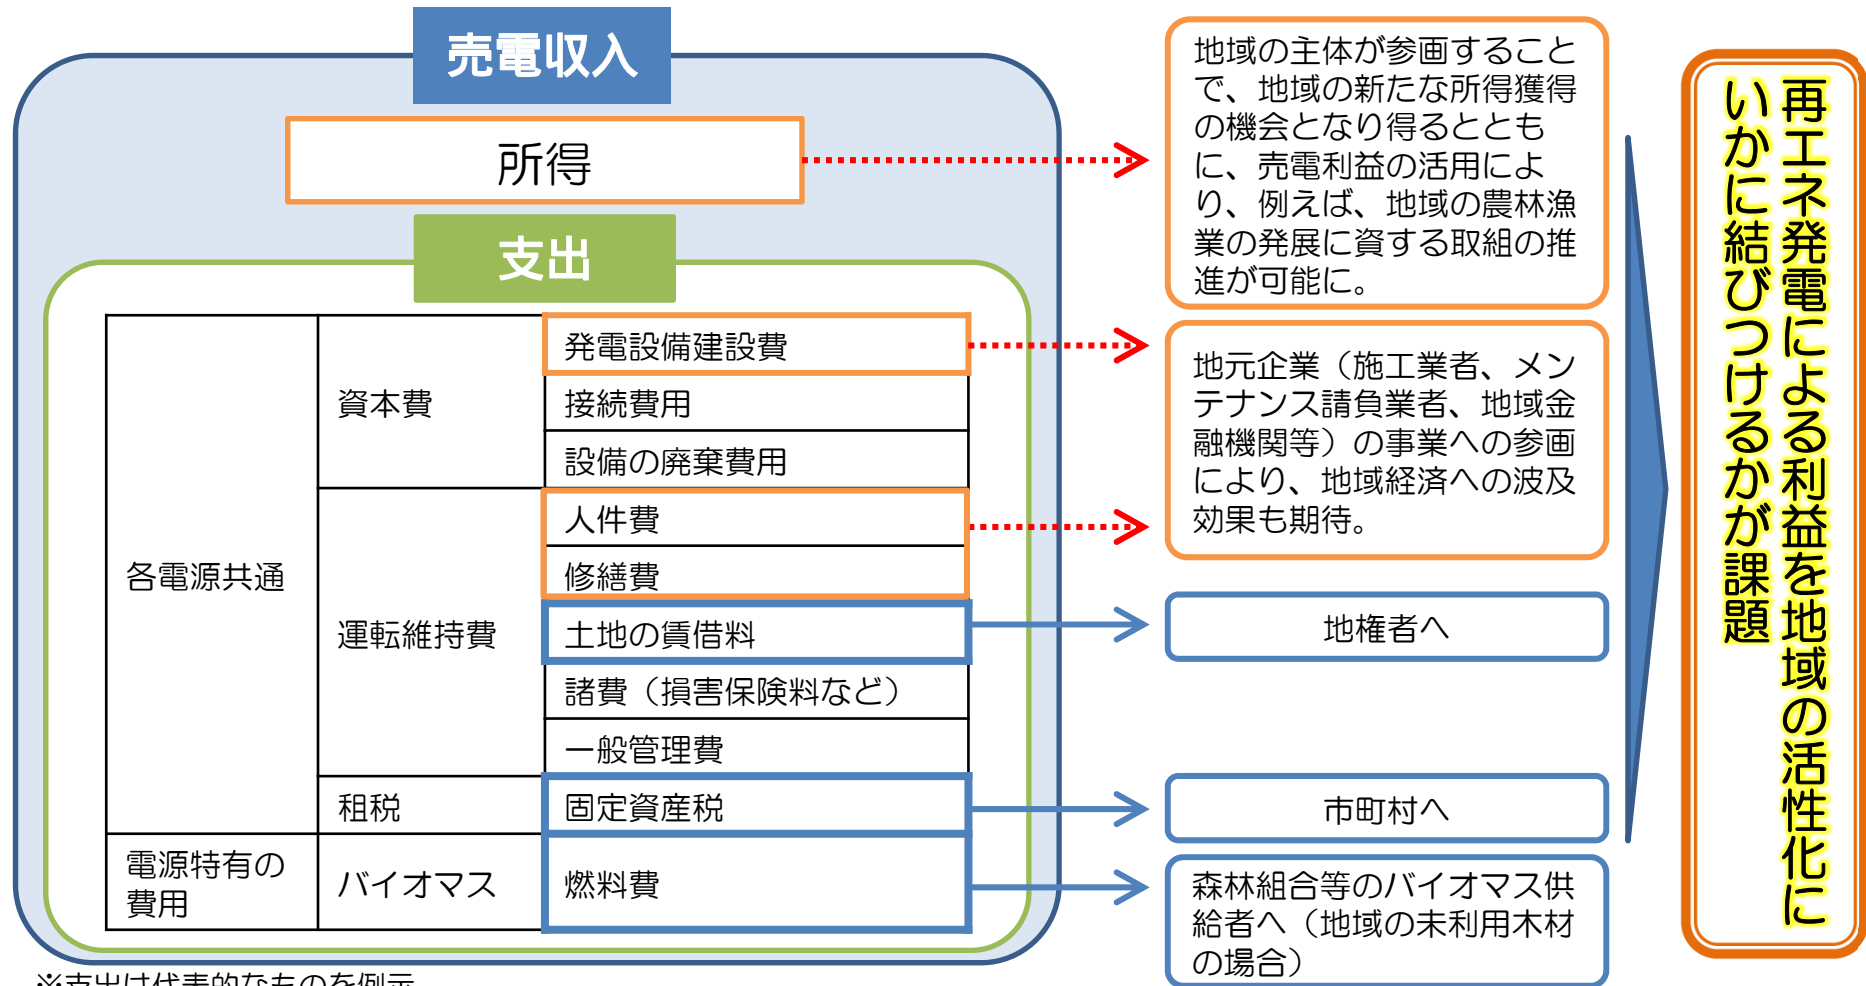 売電収入
所得
支出
各電源共通
資本費
発電設備建設費
接続費用
設備の廃棄費用
運転維持費
人件費
修繕費
土地の賃借料
諸費（損害保険料など）
一般管理費
租税
固定資産税
電源特有の
費用
バイオマス
燃料費
※支出は代表的なものを例示
地域の主体が参画すること
で、地域の新たな所得獲得
の機会となり得るととも
に、売電利益の活用によ
り、例えば、地域の農林漁
業の発展に資する取組の推
進が可能に。
地元企業（施工業者、メン
テナンス請負業者、地域金
融機関等）の事業への参画
により、地域経済への波及
効果も期待。
地権者へ
市町村へ
森林組合等のバイオマス供
給者へ（地域の未利用木材
の場合）
再エネ発電による利益を地域の活性化に
いかに結びつけるかが課題